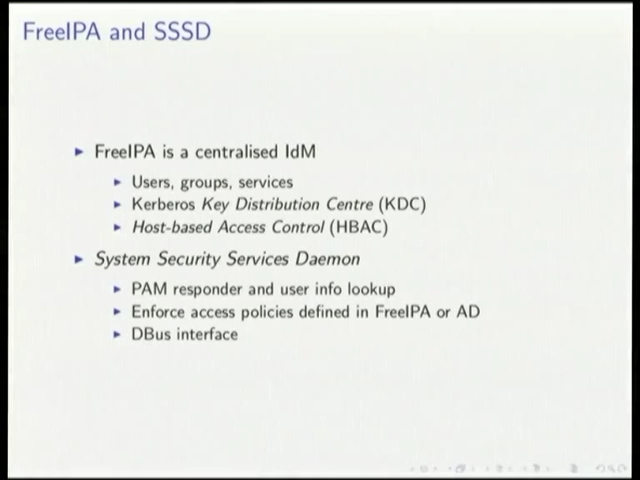 FreeIPA and SSSD
FreeIPA is a centralised IdM
Users, groups, services
Kerberos Key Distribution Centre (KDC)
Host-based Access Control (HBAC)
System Security Services Daemon
PAM responder and user info lookup
Enforce access policies defined in FreeIPA or AD
DBus interface